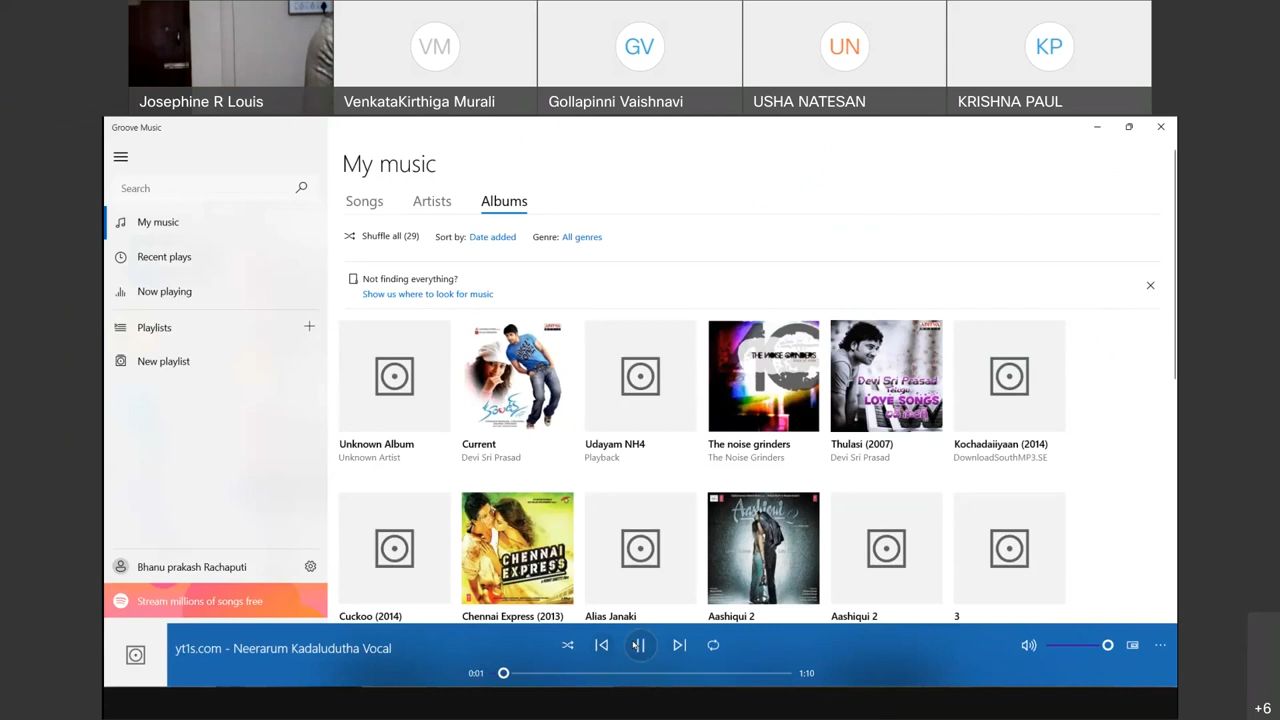 VM
GV
UN
KP
Josephine R Louis
VenkataKirthiga Murali
Gollapinni Vaishnavi
USHA NATESAN
KRISHNA PAUL
Groove Music
Search
My music
Recent plays
Now playing
Playlists
New playlist
Bhanu prakash Rachaputi
Stream millions of songs free
My music
Songs Artists Albums
Shuffle all (29) Sort by: Date added Genre: All genres
Not finding everything?
Show us where to look for music
THE NOISE GRINDERS
Devi Sri Prasad
Telugu
LOVE SONGS
Unknown Album
Unknown Artist
Current
Devi Sri Prasad
Udayam NH4
Playback
The noise grinders
The Noise Grinders
Thulasi (2007)
Devi Sri Prasad
Kochadaiiyaan (2014)
DownloadSouthMP3.SE
CHENNAI
EXPRESS
Aashiqui
Cuckoo (2014)
Chennai Express (2013)
Alias Janaki
Aashiqui 2
Aashiqui 2
3
yt1s.com - Neerarum Kadaludutha Vocal
0:01
1:10
+6